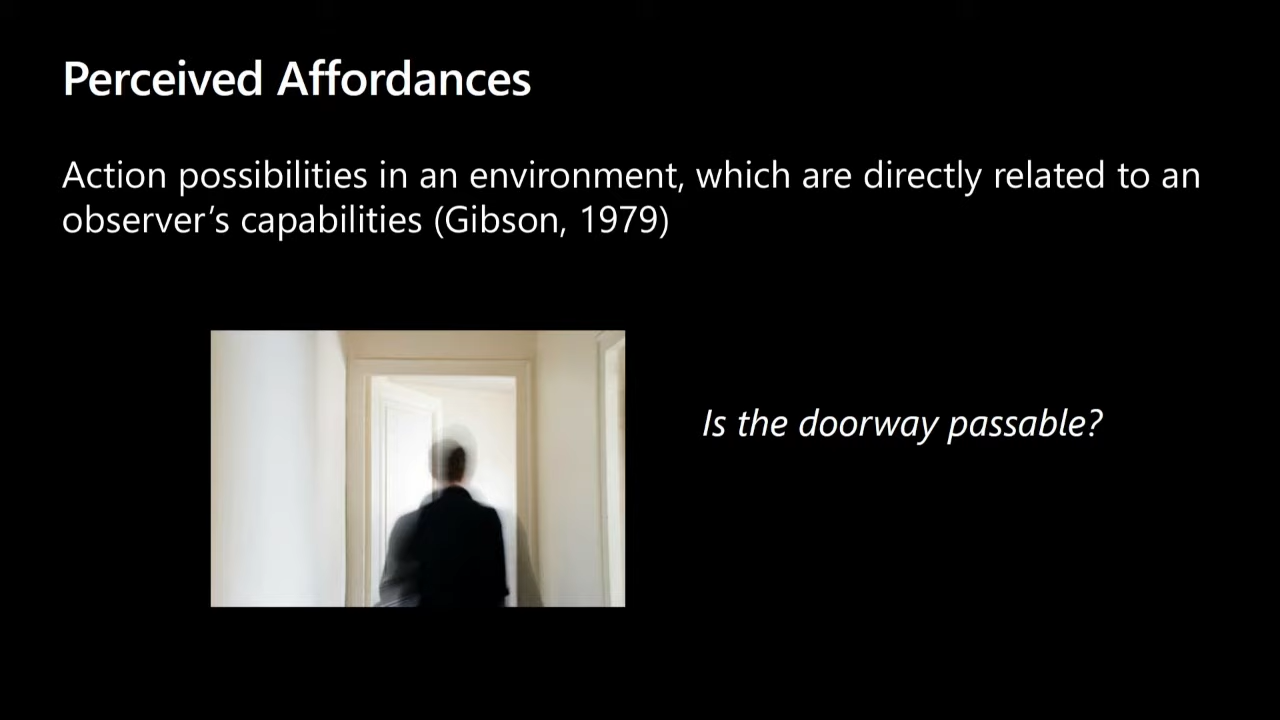 Perceived Affordances
Action possibilities in an environment, which are directly related to an
observer’s capabilities (Gibson, 1979)
Is the doorway passable?